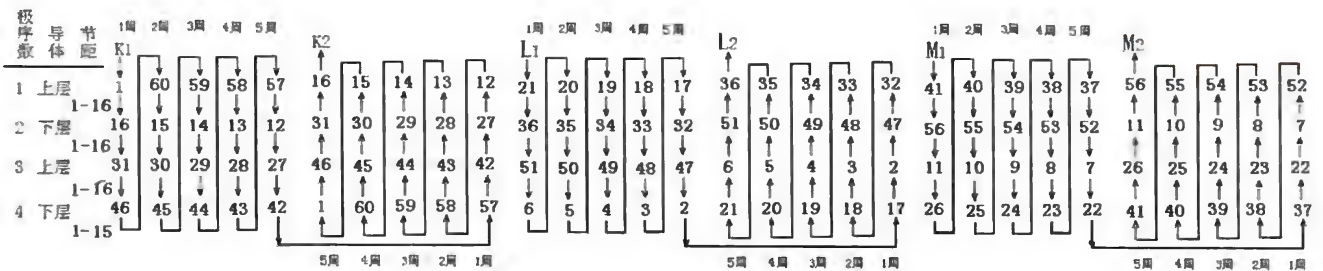 极序数 导体 节距 1周 2周 3周 4周 5周 1周 2周 3周 4周 5周 1周 2周 3周 4周 5周
K1 K2 L1 L2 M1 M2
1 上层 1 60 59 58 57 16 15 14 13 12 21 20 19 18 17 36 35 34 33 32 41 40 39 38 37 56 55 54 53 52
1-16
2 下层 16 15 14 13 12 31 30 29 28 27 36 35 34 33 32 51 50 49 48 47 56 55 54 53 52 11 10 9 8 7
1-16
3 上层 31 30 29 28 27 46 45 44 43 42 51 50 49 48 47 6 5 4 3 2 11 10 9 8 7 26 25 24 23 22
1-16
4 下层 46 45 44 43 42 1 60 59 58 57 6 5 4 3 2 21 20 19 18 17 26 25 24 23 22 41 40 39 38 37
1-15
5周 4周 3周 2周 1周 5周 4周 3周 2周 1周 5周 4周 3周 2周 1周